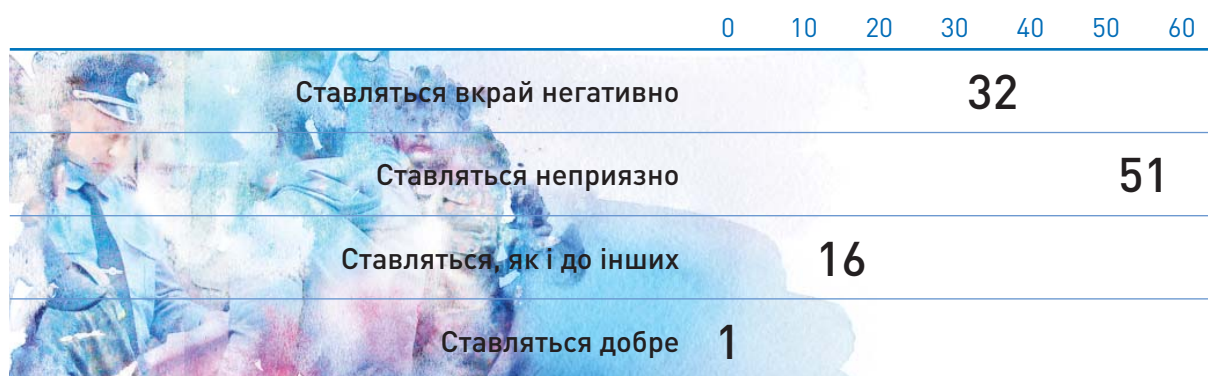 0 10 20 30 40 50 60
Ставляться вкрай негативно 32
Ставляться неприязно 51
Ставляться, як і до інших 16
Ставляться добре 1